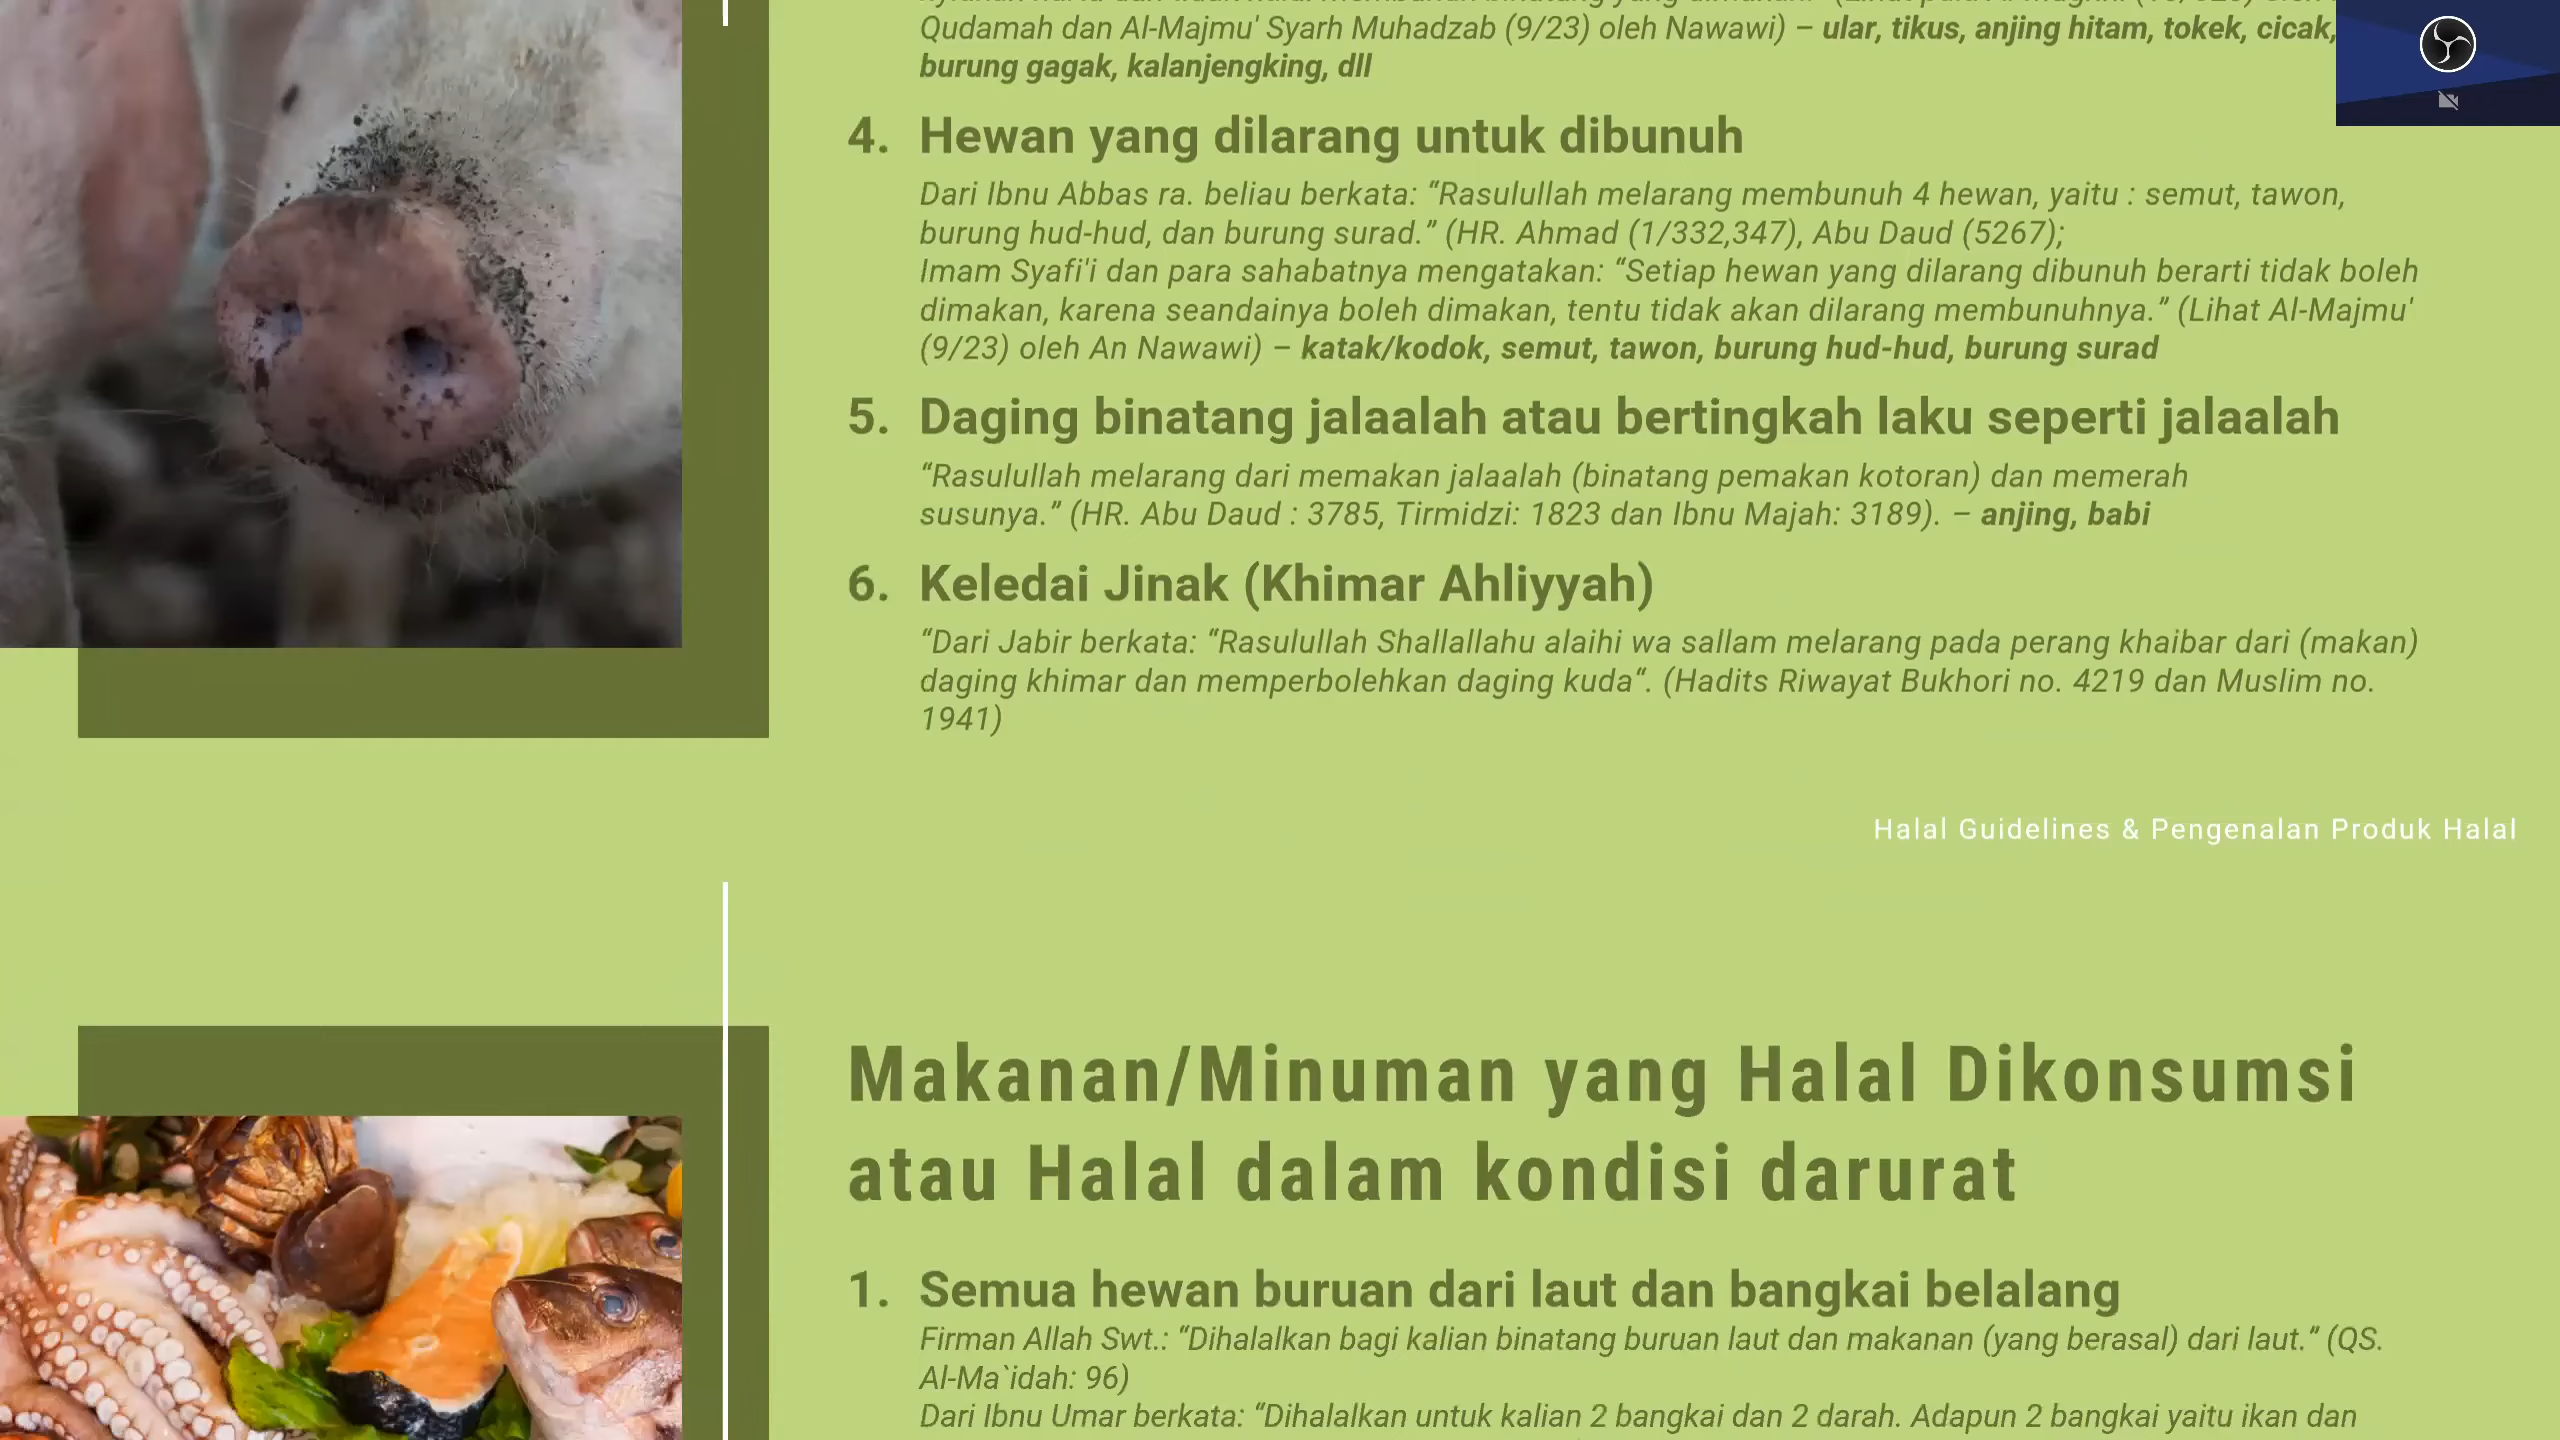 Qudamah dan Al-Majmu' Syarh Muhadzab (9/23) oleh Nawawi) – ular, tikus, anjing hitam, tokek, cicak,
burung gagak, kalanjengking, dll
4. Hewan yang dilarang untuk dibunuh
Dari Ibnu Abbas ra. beliau berkata: “Rasulullah melarang membunuh 4 hewan, yaitu : semut, tawon,
burung hud-hud, dan burung surad.” (HR. Ahmad (1/332,347), Abu Daud (5267);
Imam Syafi'i dan para sahabatnya mengatakan: “Setiap hewan yang dilarang dibunuh berarti tidak boleh
dimakan, karena seandainya boleh dimakan, tentu tidak akan dilarang membunuhnya.” (Lihat Al-Majmu'
(9/23) oleh An Nawawi) – katak/kodok, semut, tawon, burung hud-hud, burung surad
5. Daging binatang jalaalah atau bertingkah laku seperti jalaalah
“Rasulullah melarang dari memakan jalaalah (binatang pemakan kotoran) dan memerah
susunya.” (HR. Abu Daud : 3785, Tirmidzi: 1823 dan Ibnu Majah: 3189). – anjing, babi
6. Keledai Jinak (Khimar Ahliyyah)
“Dari Jabir berkata: “Rasulullah Shallallahu alaihi wa sallam melarang pada perang khaibar dari (makan)
daging khimar dan memperbolehkan daging kuda“. (Hadits Riwayat Bukhori no. 4219 dan Muslim no.
1941)
Halal Guidelines & Pengenalan Produk Halal
Makanan/Minuman yang Halal Dikonsumsi
atau Halal dalam kondisi darurat
1. Semua hewan buruan dari laut dan bangkai belalang
Firman Allah Swt.: “Dihalalkan bagi kalian binatang buruan laut dan makanan (yang berasal) dari laut.” (QS.
Al-Ma`idah: 96)
Dari Ibnu Umar berkata: “Dihalalkan untuk kalian 2 bangkai dan 2 darah. Adapun 2 bangkai yaitu ikan dan